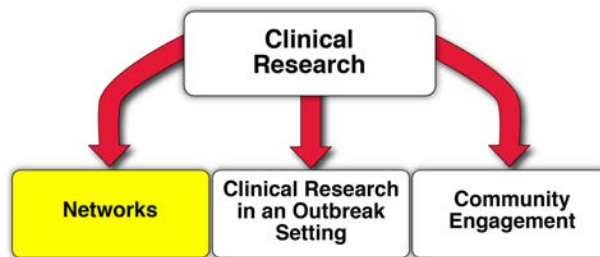 Clinical
Research
Networks
Clinical Research
in an Outbreak
Setting
Community
Engagement